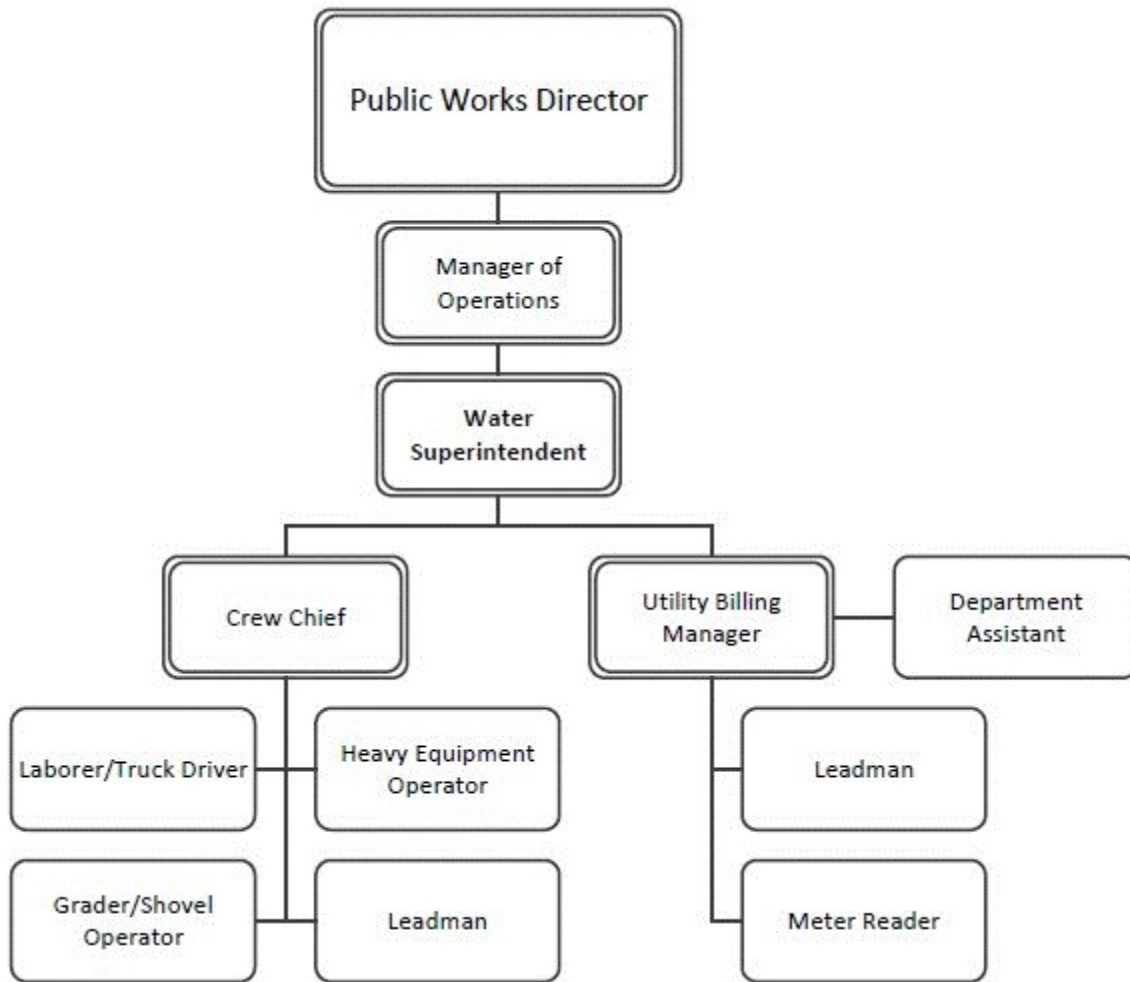 Public Works Director
Manager of
Operations
Water
Superintendent
Crew Chief
Utility Billing
Manager
Department
Assistant
Laborer/Truck Driver
Heavy Equipment
Operator
Leadman
Grader/Shovel
Operator
Leadman
Meter Reader